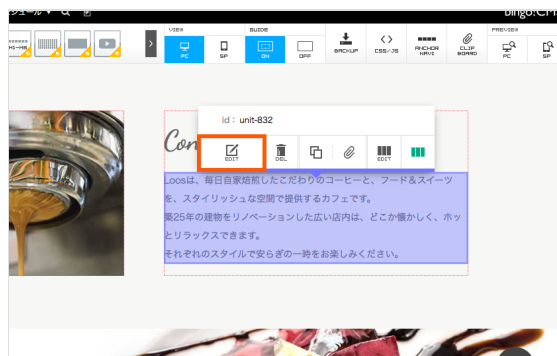 ジュール ▼
bingo!CM
VIEW
GUIDE
PREVIEW
PC
SP
ON
OFF
BACKUP
CSS/JS
ANCHOR NAVI
CLIP BOARD
PC
SP
id : unit-832
Con
EDIT
DEL
EDIT
Loosは、毎日自家焙煎したこだわりのコーヒーと、フード＆スイーツ
を、スタイリッシュな空間で提供するカフェです。
築25年の建物をリノベーションした広い店内は、どこか懐かしく、ホッ
とリラックスできます。
それぞれのスタイルで安らぎの一時をお楽しみください。